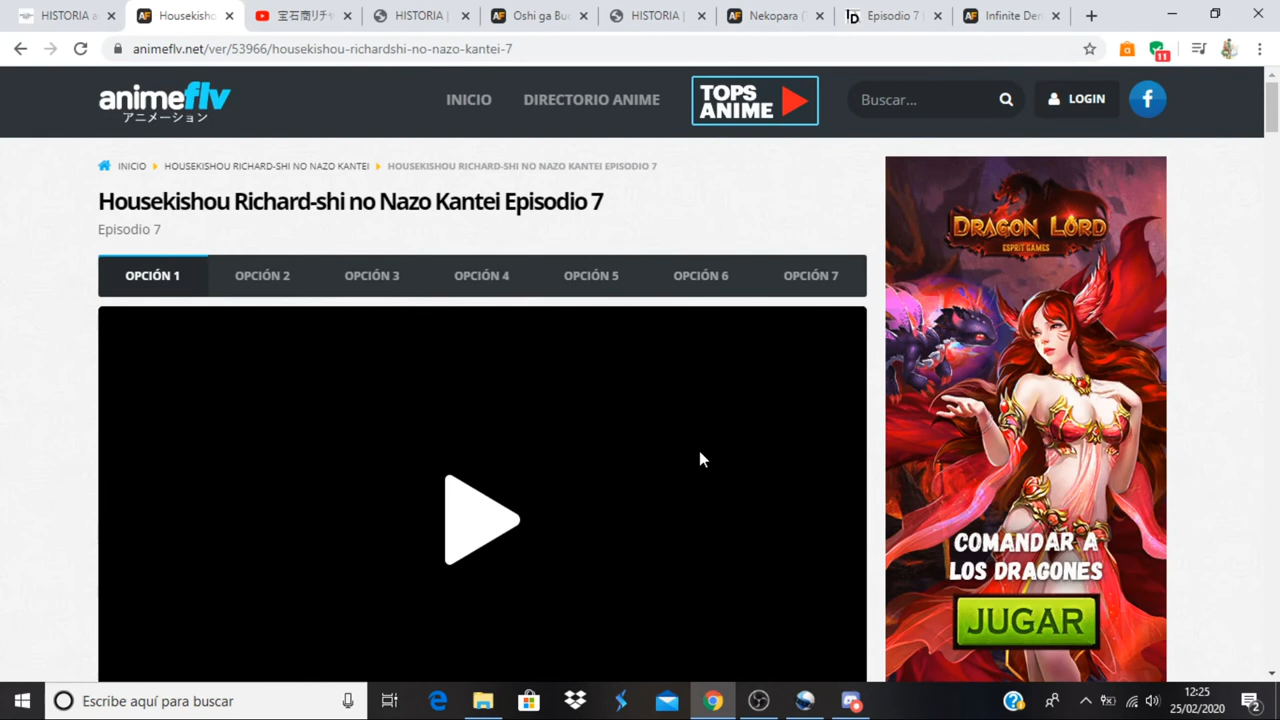 HISTORIA a
Housekisho
宝石商リチャ
HISTORIA |
Oshi ga Bud
HISTORIA |
Nekopara (
Episodio 7
Infinite Den
animeflv.net/ver/53966/housekishou-richardshi-no-nazo-kantei-7
11
animeflv
アニメーション
INICIO
DIRECTORIO ANIME
TOPS
ANIME
Buscar...
LOGIN
INICIO
HOUSEKISHOU RICHARD-SHI NO NAZO KANTEI
HOUSEKISHOU RICHARD-SHI NO NAZO KANTEI EPISODIO 7
Housekishou Richard-shi no Nazo Kantei Episodio 7
Episodio 7
OPCIÓN 1
OPCIÓN 2
OPCIÓN 3
OPCIÓN 4
OPCIÓN 5
OPCIÓN 6
OPCIÓN 7
DRAGON LORD
ESPRIT GAMES
COMANDAR A
LOS DRAGONES
JUGAR
Escribe aquí para buscar
12:25
25/02/2020
2